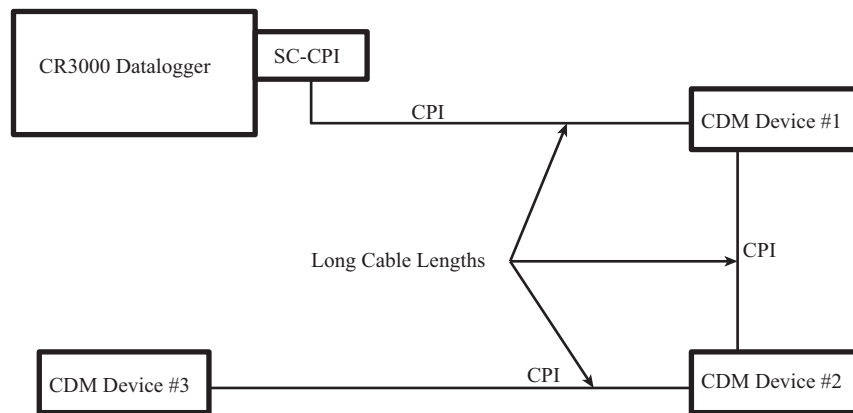 SC-CPI
CR3000 Datalogger
CPI
CDM Device #1
CPI
Long Cable Lengths
CPI
CDM Device #3
CDM Device #2